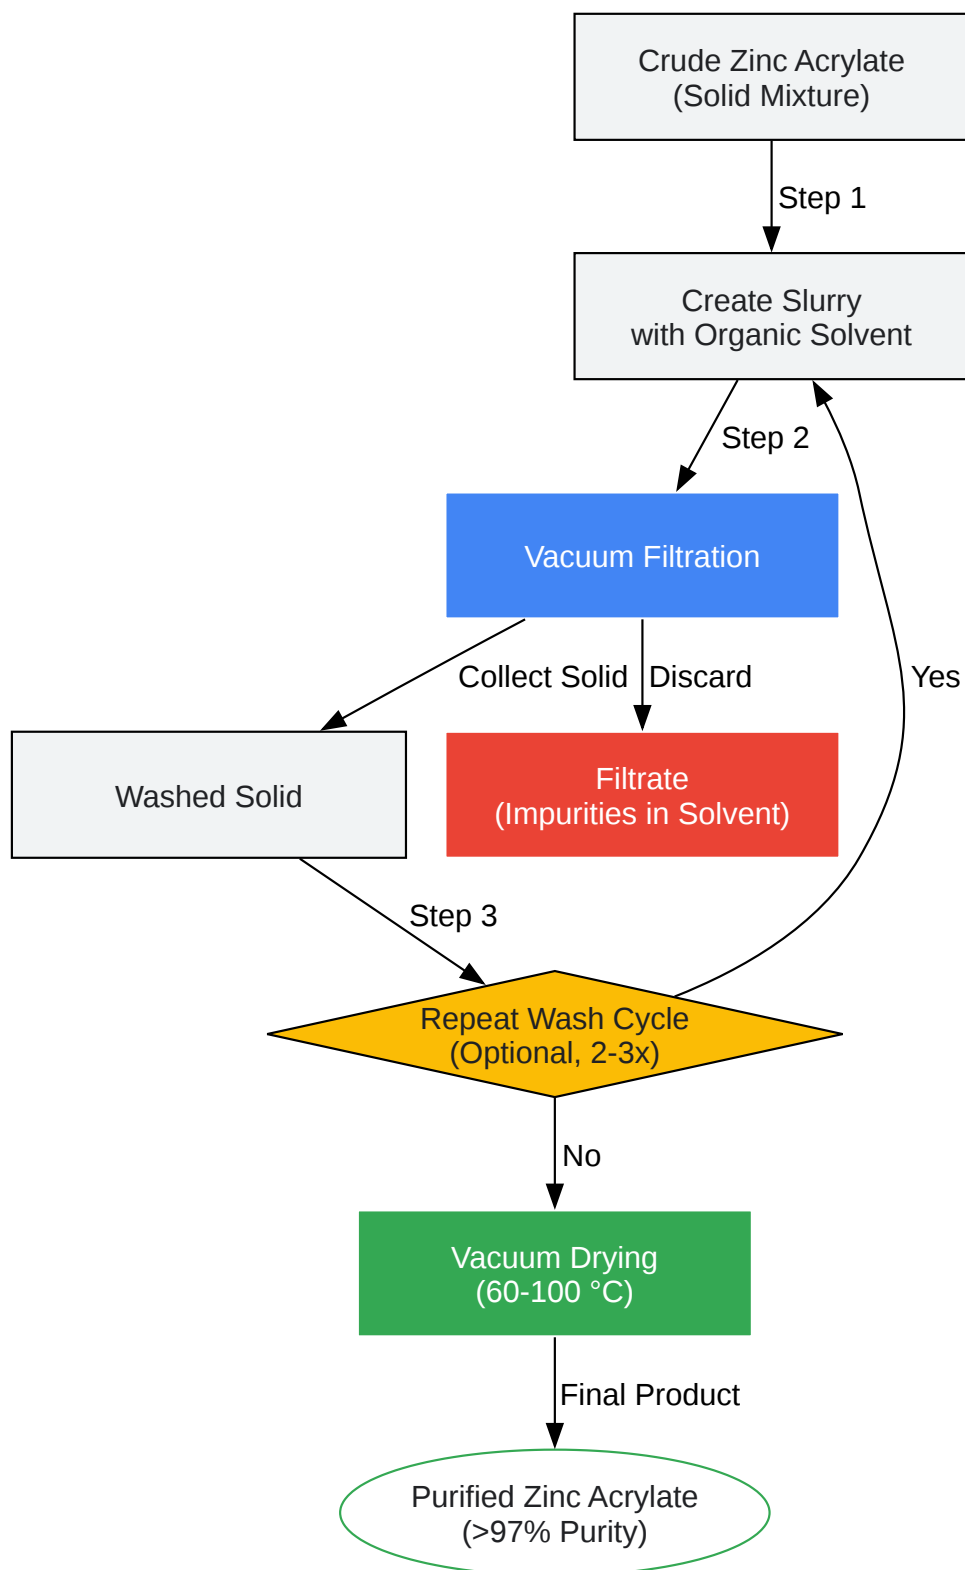 Crude Zinc Acrylate
(Solid Mixture)
Step 1
Create Slurry
with Organic Solvent
Step 2
Vacuum Filtration
Collect Solid
Discard
Yes
Washed Solid
Filtrate
(Impurities in Solvent)
Step 3
Repeat Wash Cycle
(Optional, 2-3x)
No
Vacuum Drying
(60-100 °C)
Final Product
Purified Zinc Acrylate
(>97% Purity)